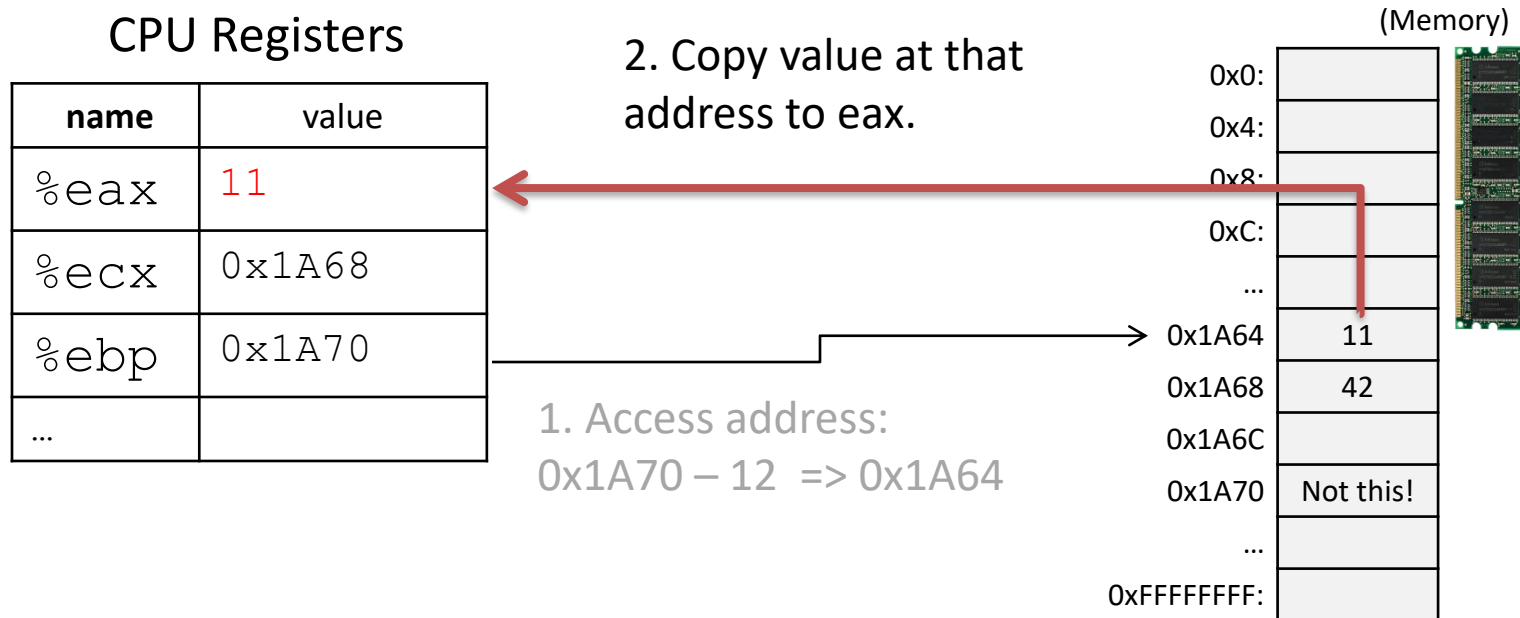 CPU Registers
name value
%eax 11
%ecx 0x1A68
%ebp 0x1A70
…
2. Copy value at that
address to eax.
1. Access address:
0x1A70 – 12 => 0x1A64
(Memory)
0x0:
0x4:
0x8:
0xC:
…
0x1A64 11
0x1A68 42
0x1A6C
0x1A70 Not this!
…
0xFFFFFFFF: